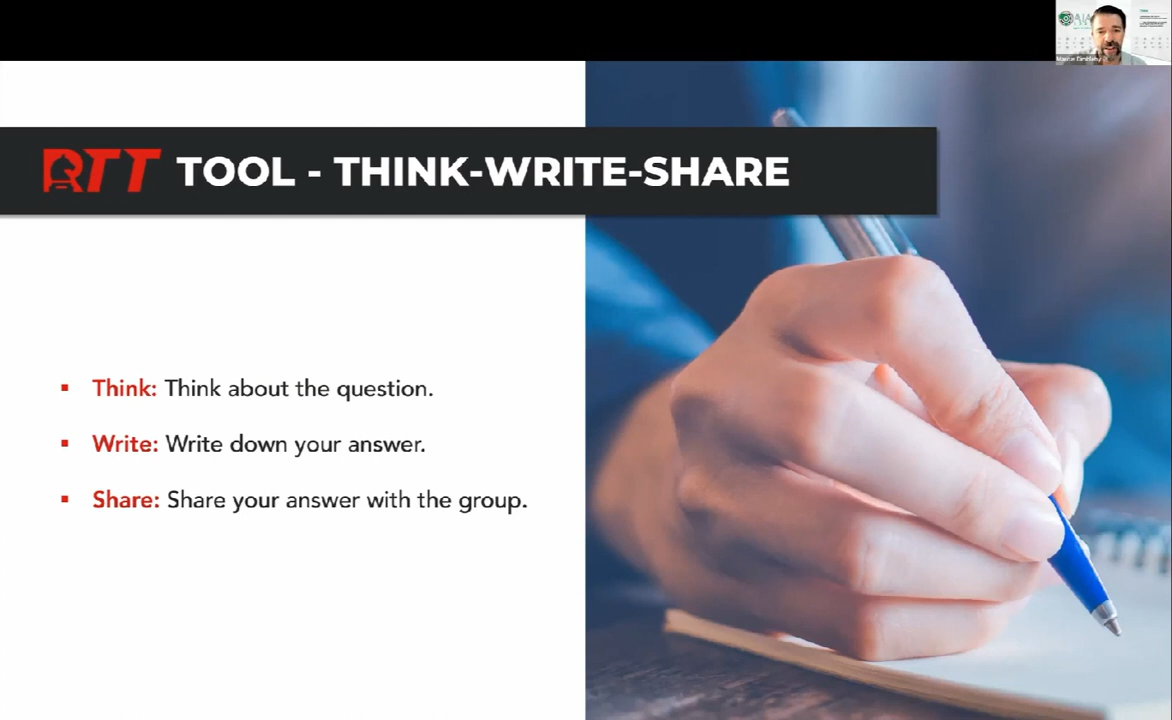 RTT TOOL - THINK-WRITE-SHARE
Think: Think about the question.
Write: Write down your answer.
Share: Share your answer with the group.